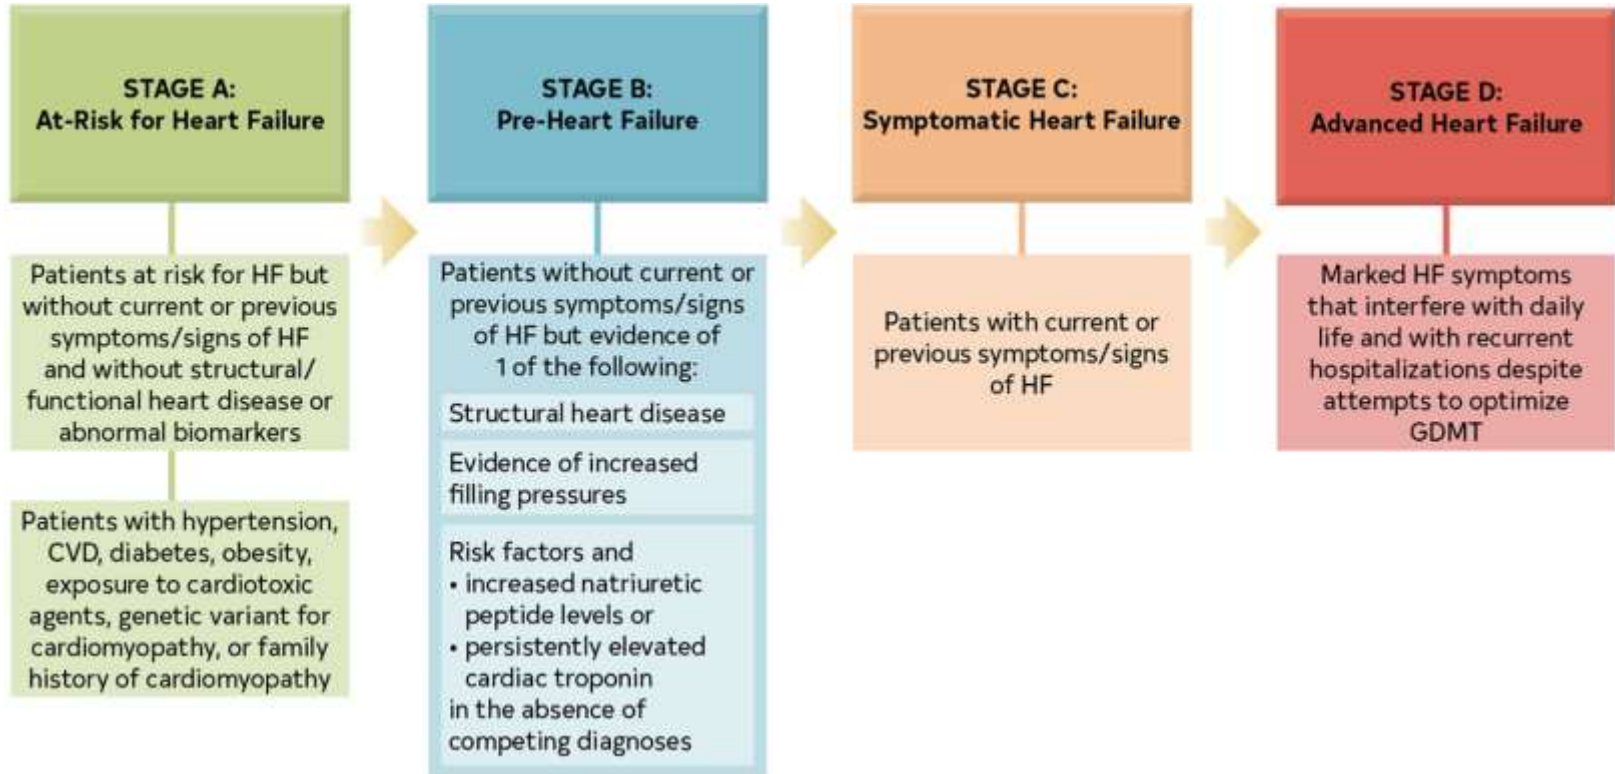 STAGE A:
At-Risk for Heart Failure
Patients at risk for HF but
without current or previous
symptoms/signs of HF
and without structural/
functional heart disease or
abnormal biomarkers
Patients with hypertension,
CVD, diabetes, obesity,
exposure to cardiotoxic
agents, genetic variant for
cardiomyopathy, or family
history of cardiomyopathy
STAGE B:
Pre-Heart Failure
Patients without current or
previous symptoms/signs
of HF but evidence of
1 of the following:
Structural heart disease
Evidence of increased
filling pressures
Risk factors and
• increased natriuretic
peptide levels or
• persistently elevated
cardiac troponin
in the absence of
competing diagnoses
STAGE C:
Symptomatic Heart Failure
Patients with current or
previous symptoms/signs
of HF
STAGE D:
Advanced Heart Failure
Marked HF symptoms
that interfere with daily
life and with recurrent
hospitalizations despite
attempts to optimize
GDMT